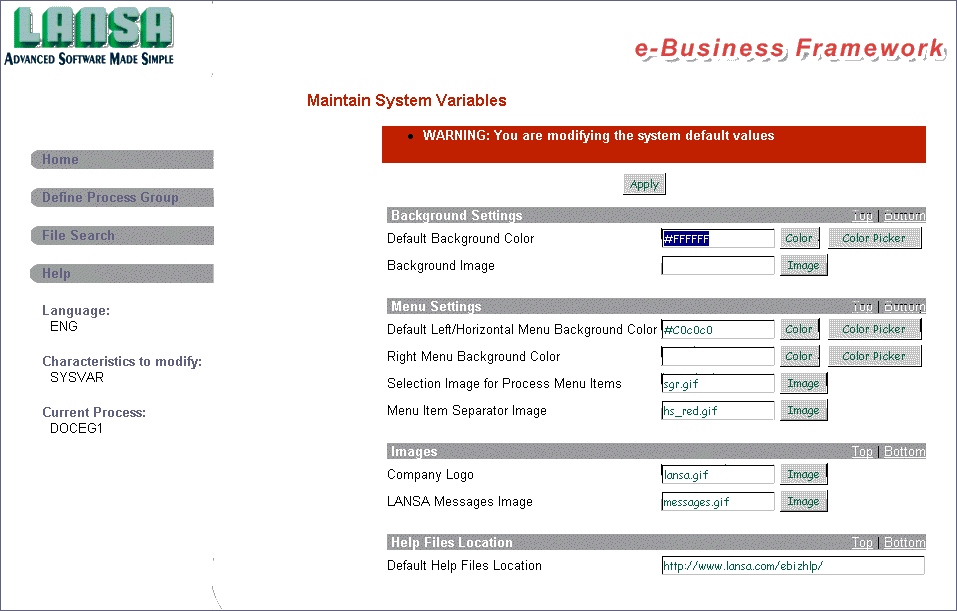 LANSA
ADVANCED SOFTWARE MADE SIMPLE
e-Business Framework
Maintain System Variables
• WARNING: You are modifying the system default values
Home
Define Process Group
File Search
Help
Language:
ENG
Characteristics to modify:
SYSVAR
Current Process:
DOCEG1
Apply
Background Settings Top | Bottom
Default Background Color #FFFFFF Color Color Picker
Background Image Image
Menu Settings Top | Bottom
Default Left/Horizontal Menu Background Color #C0c0c0 Color Color Picker
Right Menu Background Color Color Color Picker
Selection Image for Process Menu Items sgr.gif Image
Menu Item Separator Image hs_red.gif Image
Images Top | Bottom
Company Logo lansa.gif Image
LANSA Messages Image messages.gif Image
Help Files Location Top | Bottom
Default Help Files Location http://www.lansa.com/ebizhlp/